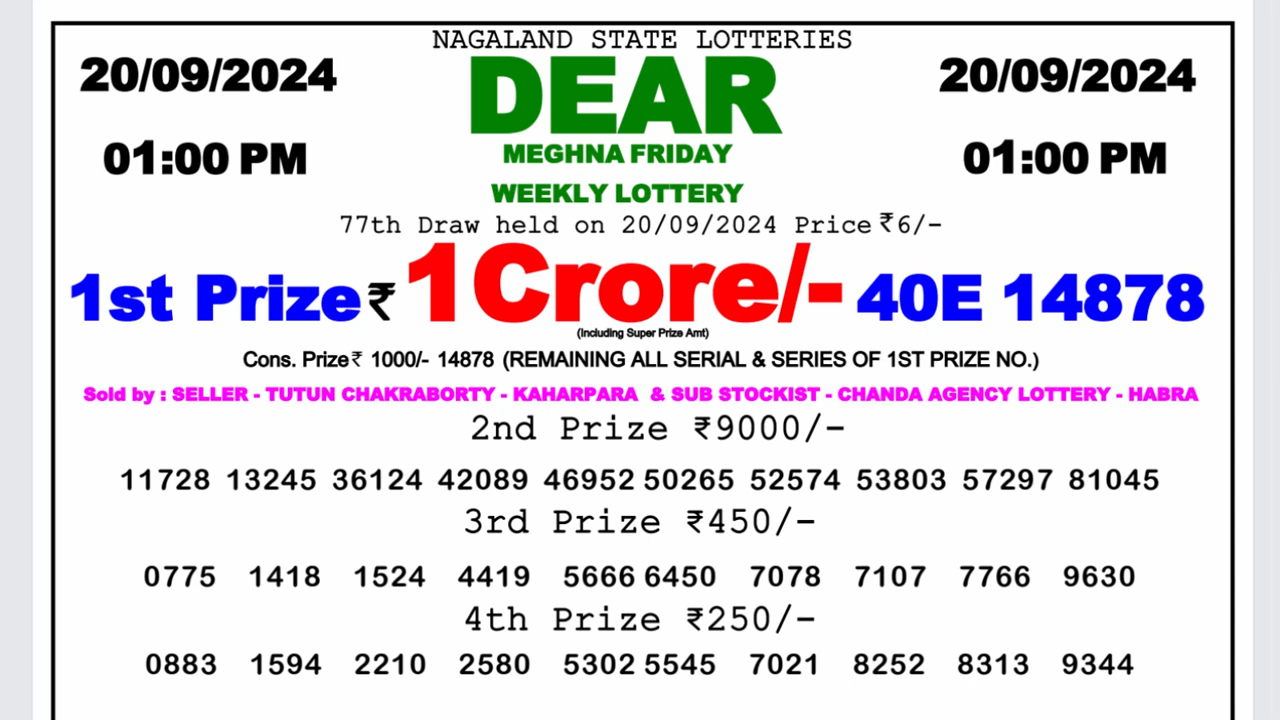 NAGALAND STATE LOTTERIES
20/09/2024 DEAR 20/09/2024
01:00 PM MEGHNA FRIDAY 01:00 PM
WEEKLY LOTTERY
77th Draw held on 20/09/2024 Price ₹6/-
1st Prize ₹ 1Crore/- 40E 14878
(Including Super Prize Amt)
Cons. Prize ₹ 1000/- 14878 (REMAINING ALL SERIAL & SERIES OF 1ST PRIZE NO.)
Sold by : SELLER - TUTUN CHAKRABORTY - KAHARPARA & SUB STOCKIST - CHANDA AGENCY LOTTERY - HABRA
2nd Prize ₹9000/-
11728 13245 36124 42089 46952 50265 52574 53803 57297 81045
3rd Prize ₹450/-
0775 1418 1524 4419 5666 6450 7078 7107 7766 9630
4th Prize ₹250/-
0883 1594 2210 2580 5302 5545 7021 8252 8313 9344